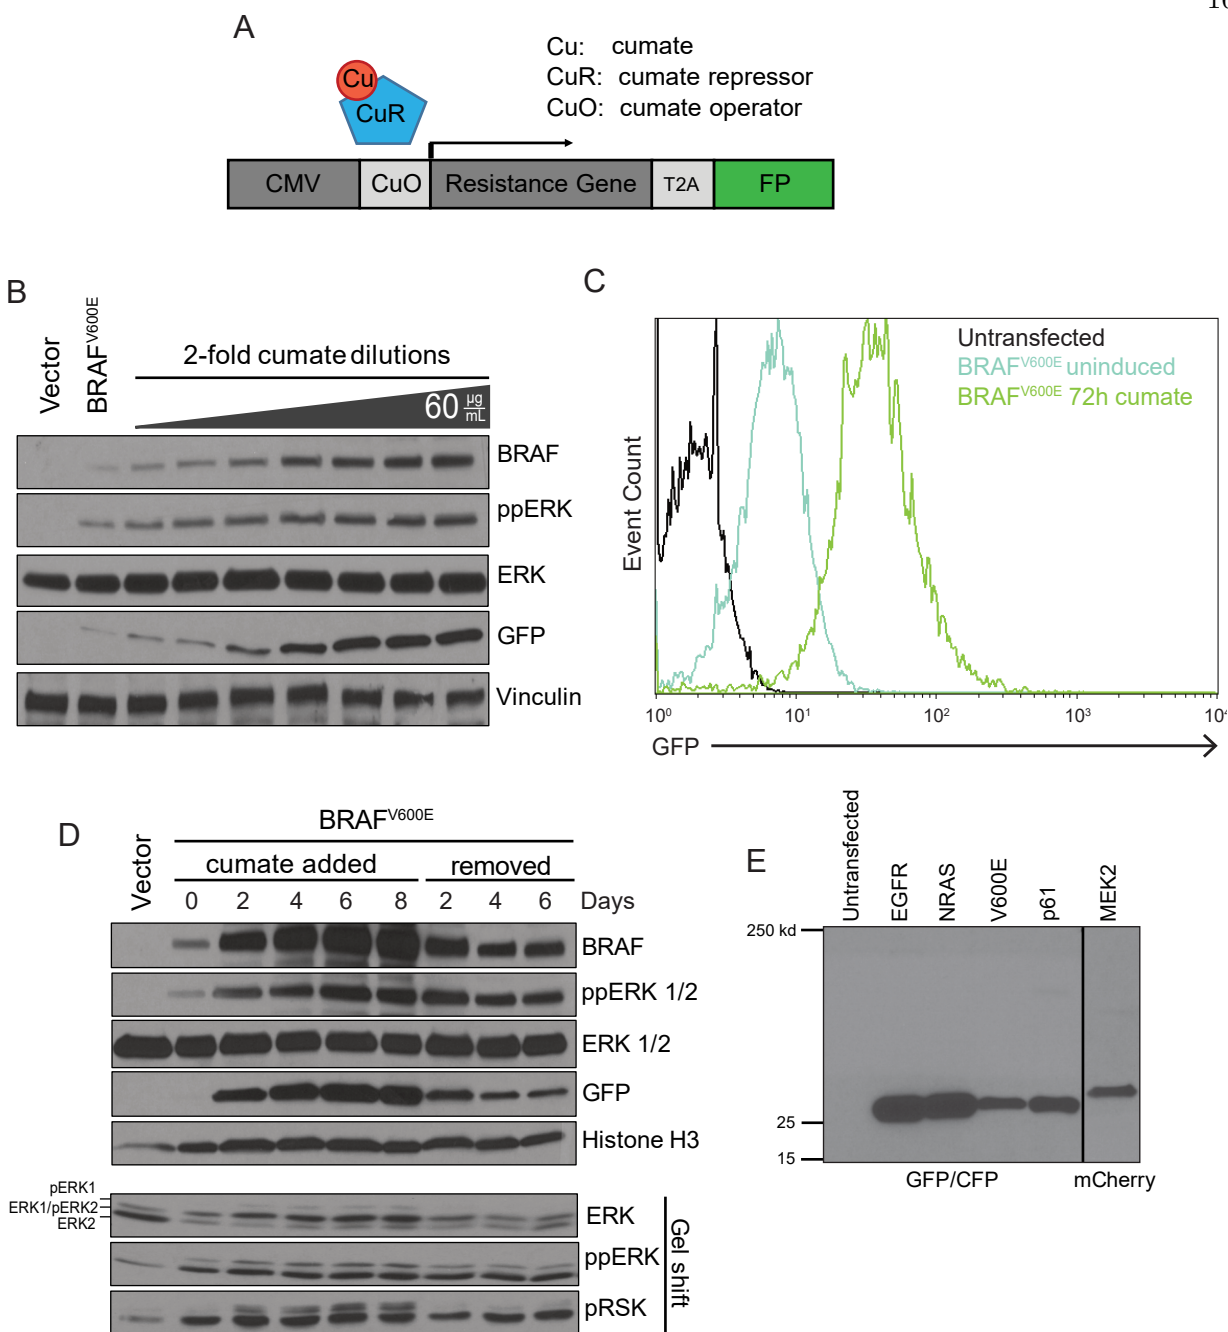 A
Cu: cumate
CuR: cumate repressor
CuO: cumate operator
Cu
CuR
CMV
CuO
Resistance Gene
T2A
FP
B
Vector
BRAFV600E
2-fold cumate dilutions
60 µg/mL
BRAF
ppERK
ERK
GFP
Vinculin
C
Untransfected
BRAFV600E uninduced
BRAFV600E 72h cumate
Event Count
10⁰ 10¹ 10² 10³
GFP
D
Vector
BRAFV600E
cumate added
removed
0 2 4 6 8 2 4 6 Days
BRAF
ppERK 1/2
ERK 1/2
GFP
Histone H3
pERK1
ERK1/pERK2
ERK2
ERK
ppERK
pRSK
Gel shift
E
Untransfected
EGFR
NRAS
V600E
p61
MEK2
250 kd
25
15
GFP/CFP
mCherry